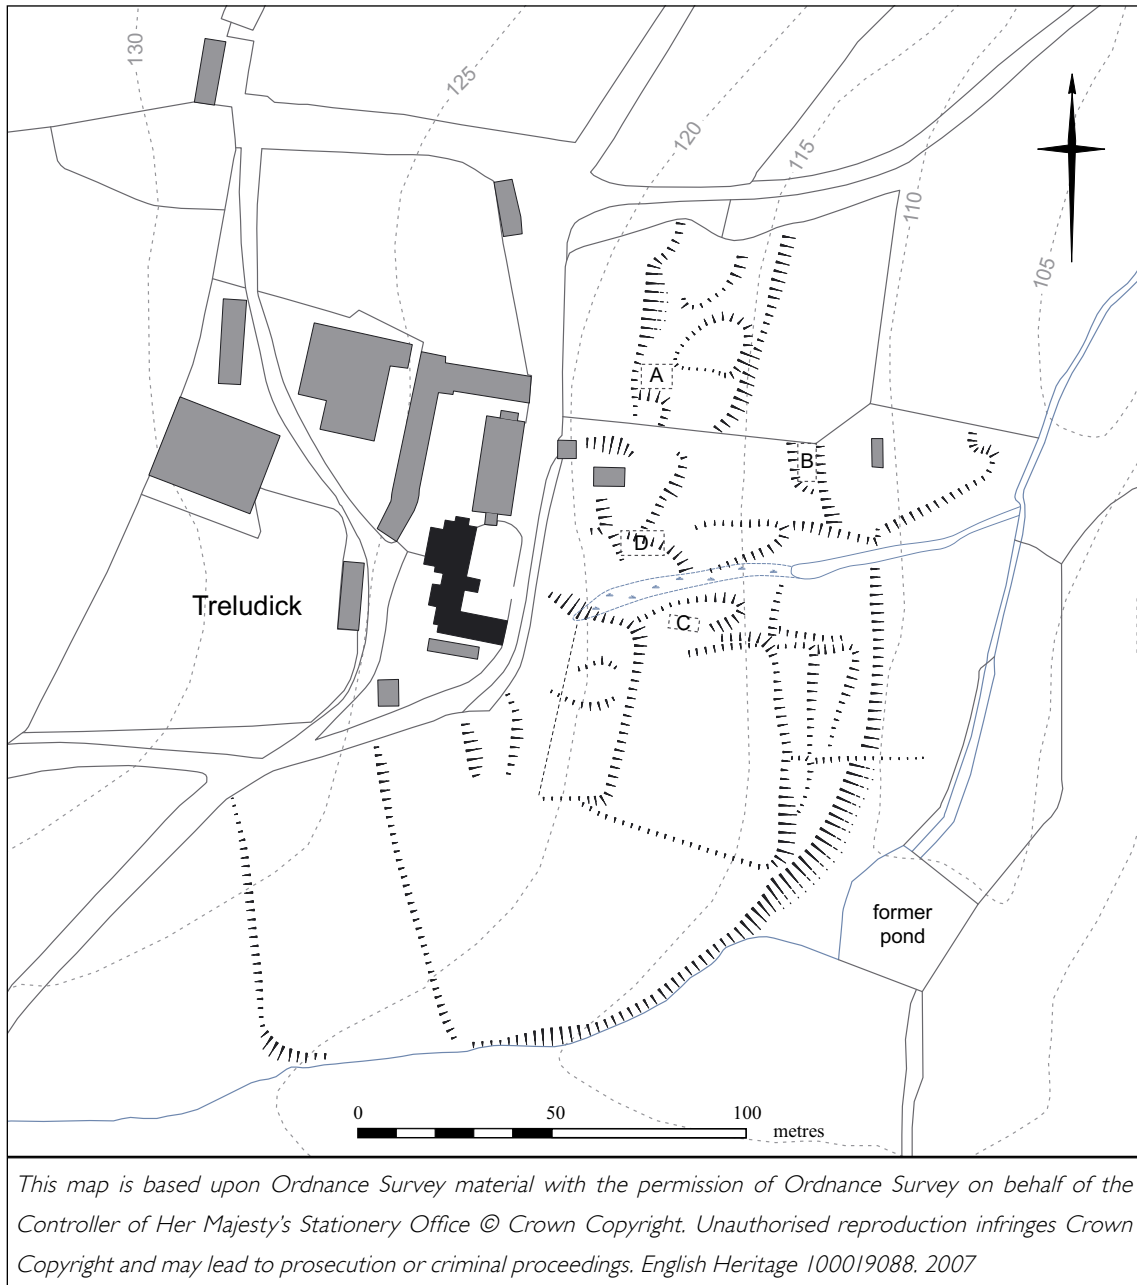 130
125
120
115
110
105
A
B
D
Treludick
C
former
pond
0 50 100
metres
This map is based upon Ordnance Survey material with the permission of Ordnance Survey on behalf of the
Controller of Her Majesty's Stationery Office © Crown Copyright. Unauthorised reproduction infringes Crown
Copyright and may lead to prosecution or criminal proceedings. English Heritage 100019088. 2007